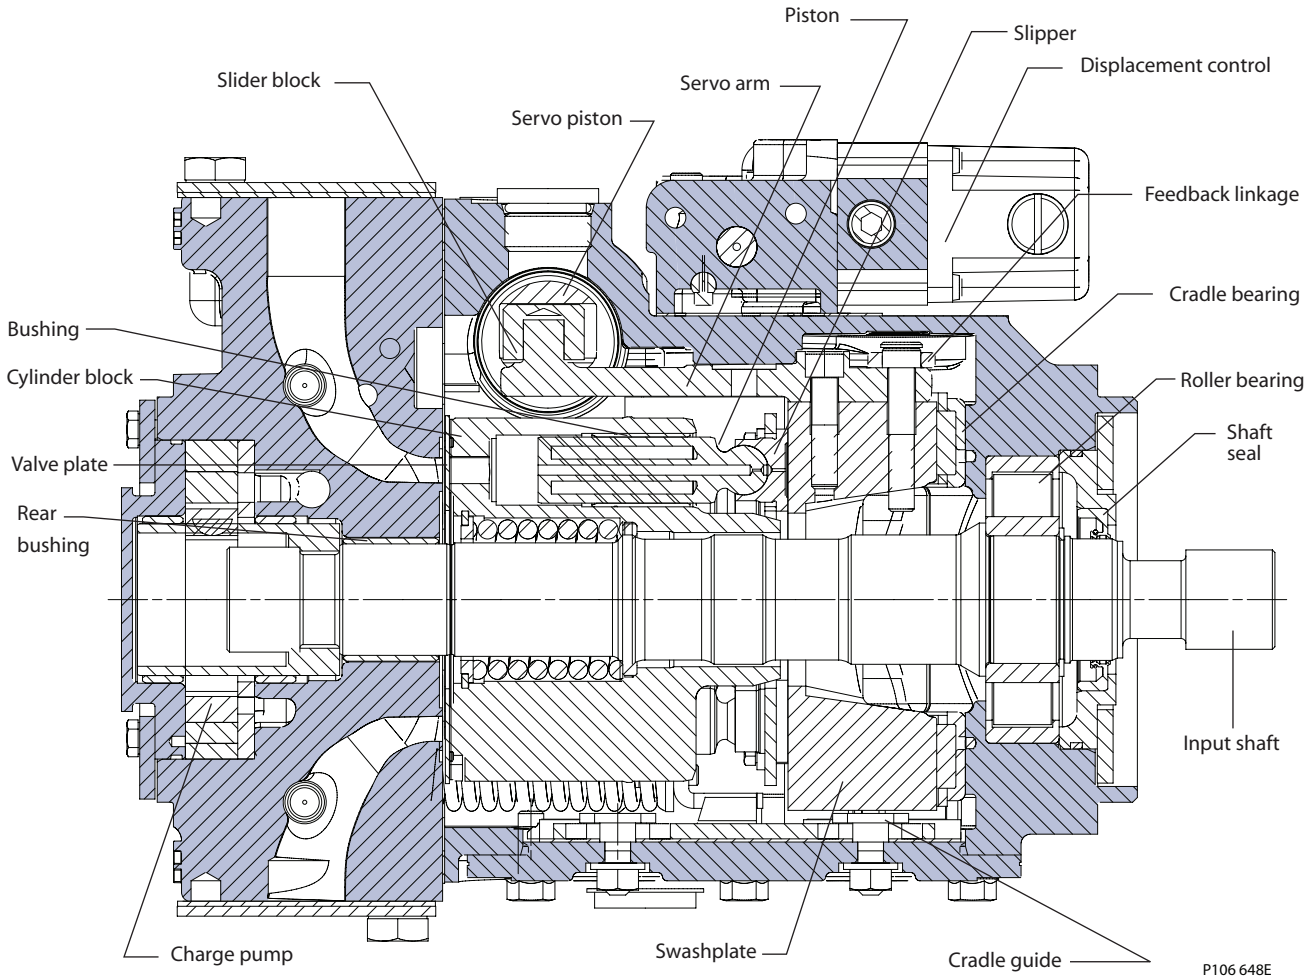 Piston
Slipper
Displacement control
Slider block
Servo arm
Servo piston
Feedback linkage
Cradle bearing
Bushing
Cylinder block
Roller bearing
Shaft
seal
Valve plate
Rear
bushing
Input shaft
Charge pump
Swashplate
Cradle guide
P106 648E